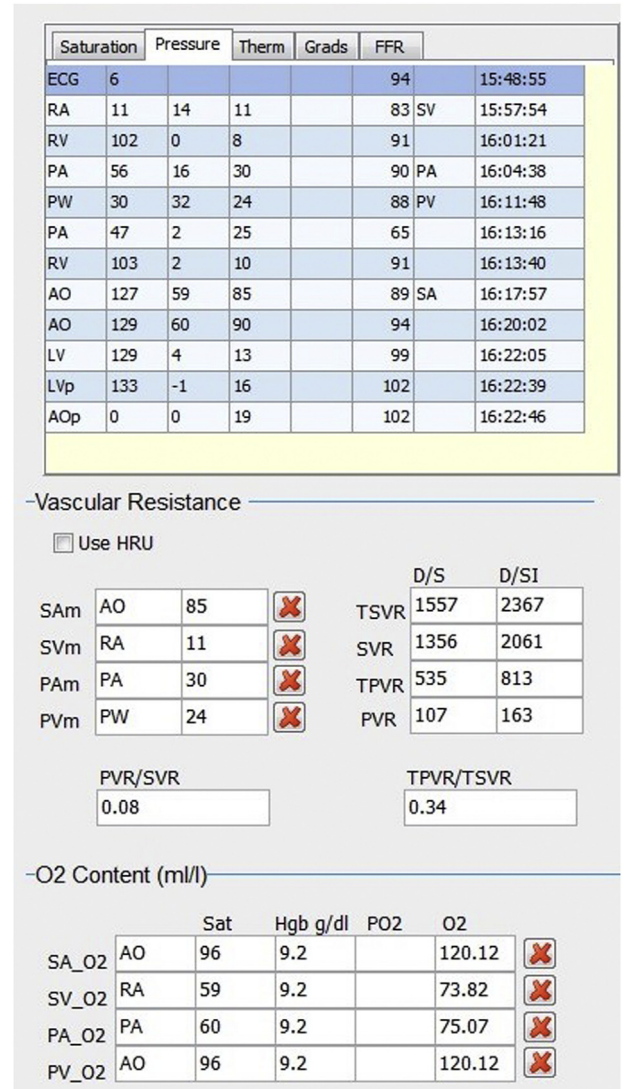 Saturation Pressure Therm Grads FFR
ECG 6 94 15:48:55
RA 11 14 11 83 SV 15:57:54
RV 102 0 8 91 16:01:21
PA 56 16 30 90 PA 16:04:38
PW 30 32 24 88 PV 16:11:48
PA 47 2 25 65 16:13:16
RV 103 2 10 91 16:13:40
AO 127 59 85 89 SA 16:17:57
AO 129 60 90 94 16:20:02
LV 129 4 13 99 16:22:05
LVp 133 -1 16 102 16:22:39
AOp 0 0 19 102 16:22:46
Vascular Resistance
Use HRU
D/S D/SI
SAm AO 85 TSVR 1557 2367
SVm RA 11 SVR 1356 2061
PAm PA 30 TPVR 535 813
PVm PW 24 PVR 107 163
PVR/SVR TPVR/TSVR
0.08 0.34
O2 Content (ml/l)
Sat Hgb g/dl PO2 O2
SA_O2 AO 96 9.2 120.12
SV_O2 RA 59 9.2 73.82
PA_O2 PA 60 9.2 75.07
PV_O2 AO 96 9.2 120.12